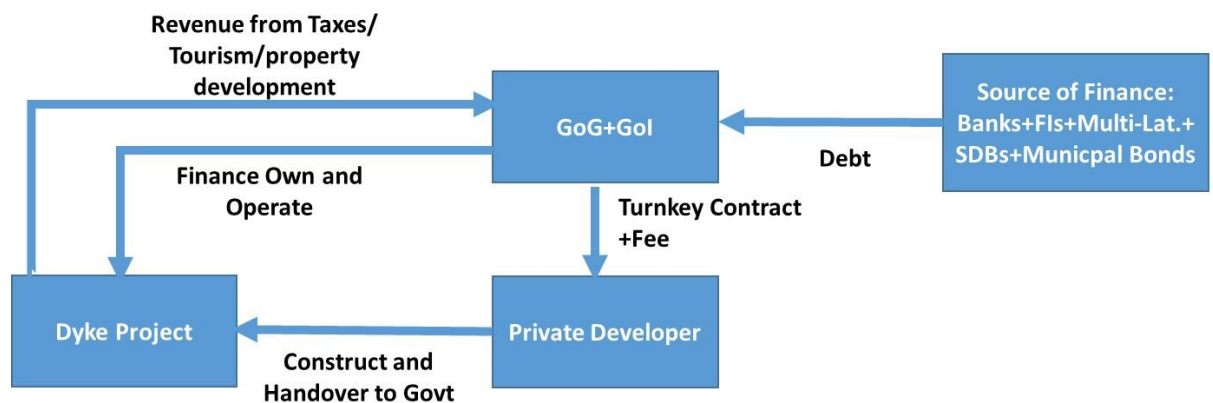 Revenue from Taxes/
Tourism/property
development
GoG+GoI
Source of Finance:
Banks+FIs+Multi-Lat.+
SDBs+Municpal Bonds
Debt
Finance Own and
Operate
Turnkey Contract
+Fee
Dyke Project
Private Developer
Construct and
Handover to Govt